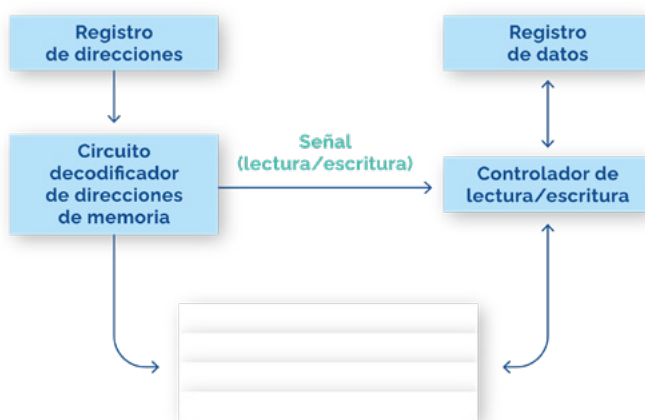 Registro
de direcciones
Registro
de datos
Circuito
decodificador
de direcciones
de memoria
Señal
(lectura/escritura)
Controlador de
lectura/escritura